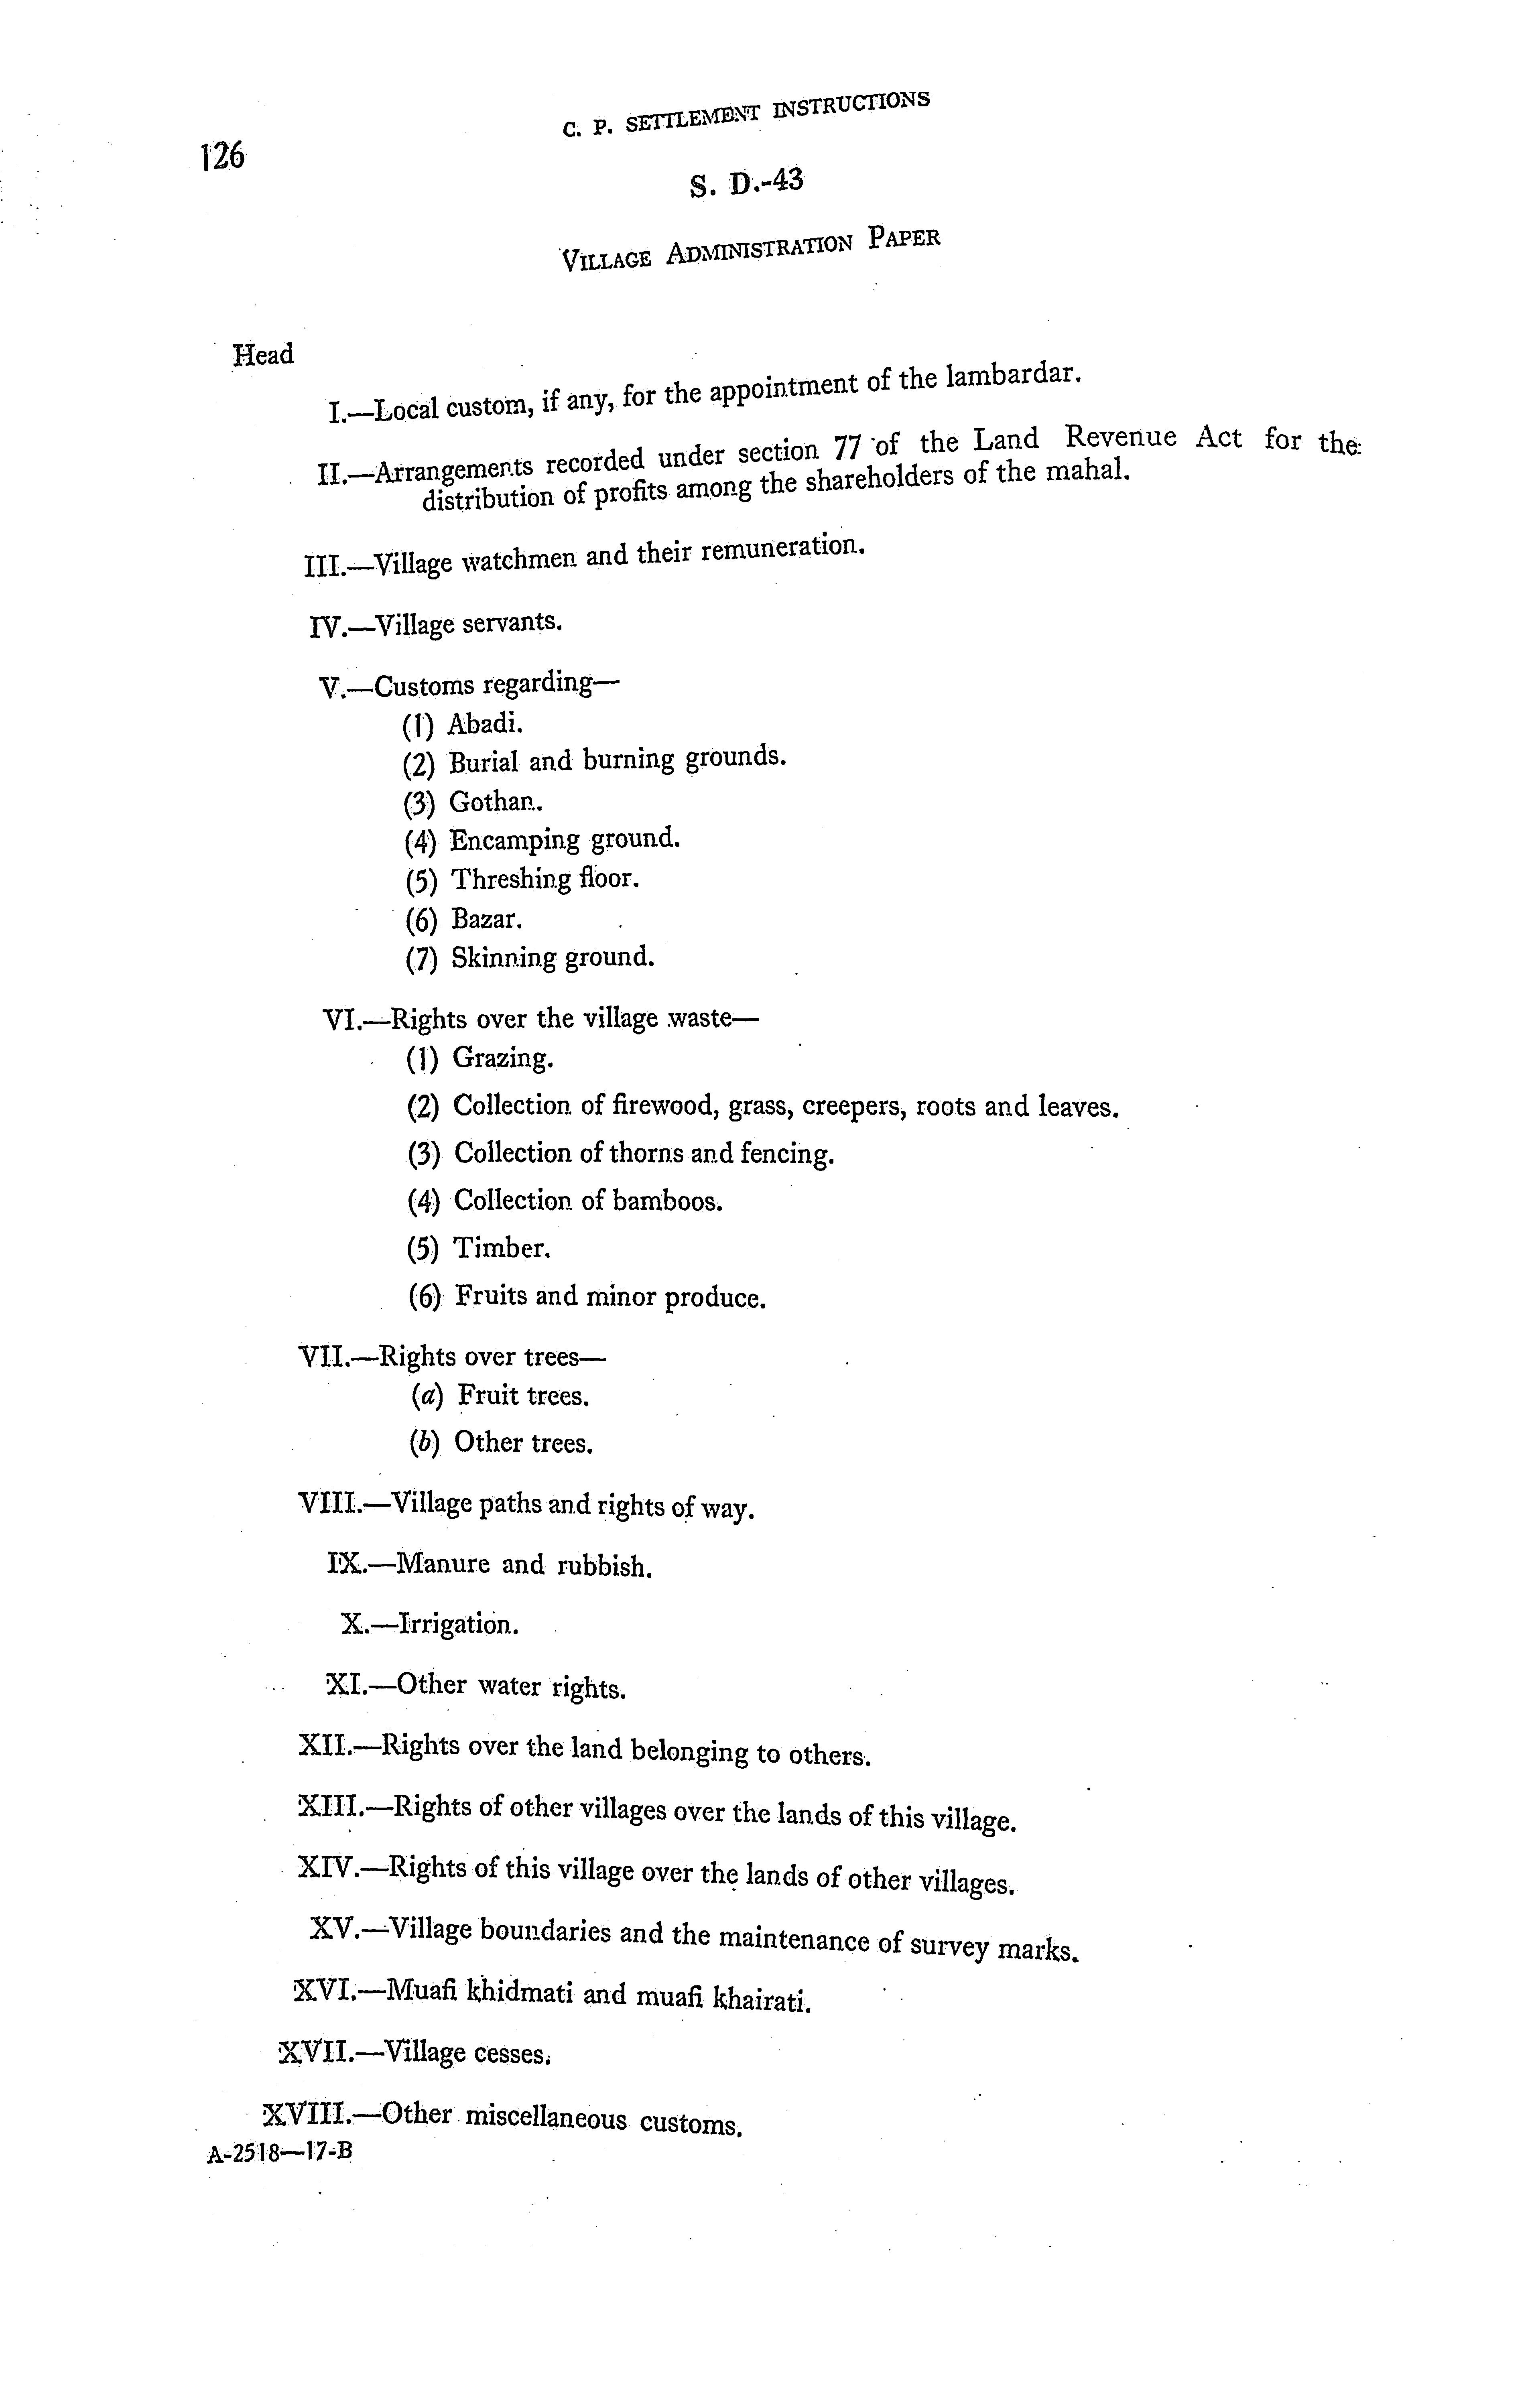 C. P. SETTLEMENT INSTRUCTIONS
126
S. D.-43
VILLAGE ADMINISTRATION PAPER
Head
I.—Local custom, if any, for the appointment of the lambardar.
II.—Arrangements recorded under section 77 of the Land Revenue Act for the
distribution of profits among the shareholders of the mahal.
III.—Village watchmen and their remuneration.
IV.—Village servants.
V.—Customs regarding—
(1) Abadi.
(2) Burial and burning grounds.
(3) Gothan.
(4) Encamping ground.
(5) Threshing floor.
(6) Bazar.
(7) Skinning ground.
VI.—Rights over the village waste—
(1) Grazing.
(2) Collection of firewood, grass, creepers, roots and leaves.
(3) Collection of thorns and fencing.
(4) Collection of bamboos.
(5) Timber.
(6) Fruits and minor produce.
VII.—Rights over trees—
(a) Fruit trees.
(b) Other trees.
VIII.—Village paths and rights of way.
IX.—Manure and rubbish.
X.—Irrigation.
XI.—Other water rights.
XII.—Rights over the land belonging to others.
XIII.—Rights of other villages over the lands of this village.
XIV.—Rights of this village over the lands of other villages.
XV.—Village boundaries and the maintenance of survey marks.
XVI.—Muafi khidmati and muafi khairati.
XVII.—Village cesses.
XVIII.—Other miscellaneous customs.
A-2518—17-B